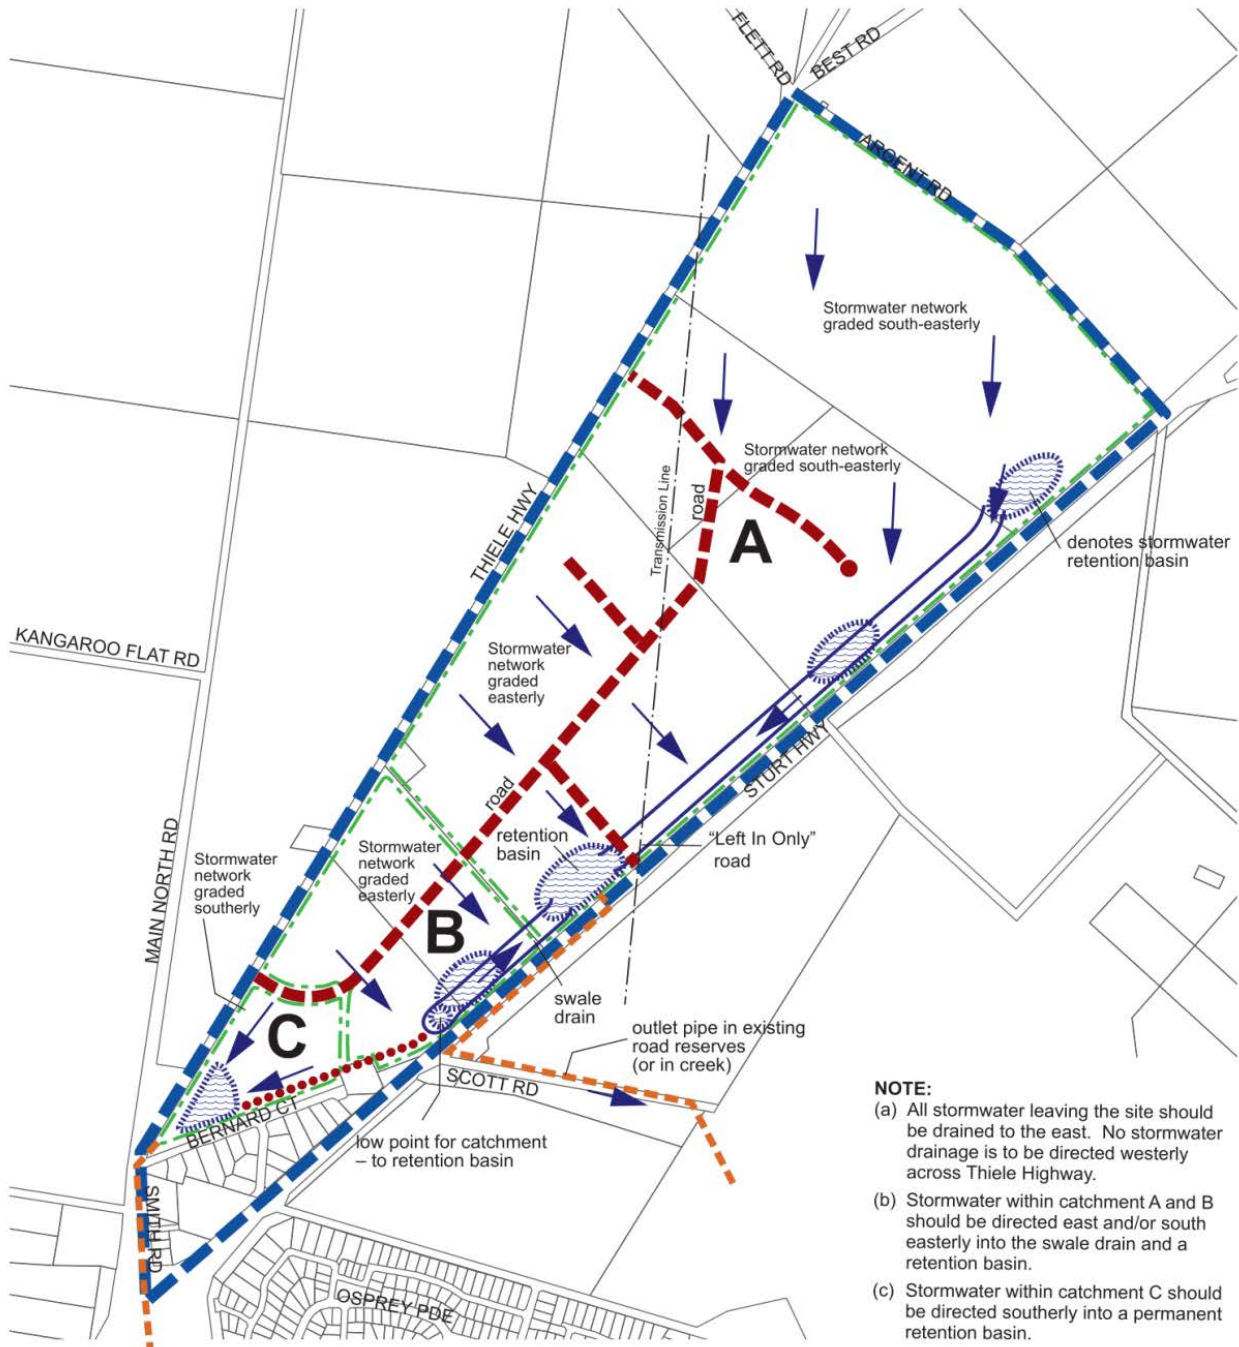 FLETT RD
BEST RD
ARGENT RD
Stormwater network
graded south-easterly
Stormwater network
graded south-easterly
THIELE HWY
Transmission Line
road
A
denotes stormwater
retention basin
KANGAROO FLAT RD
Stormwater
network
graded
easterly
STURT HWY
road
MAIN NORTH RD
Stormwater
network
graded
southerly
Stormwater
network
graded
easterly
retention
basin
"Left In Only"
road
B
swale
drain
C
outlet pipe in existing
road reserves
(or in creek)
SCOTT RD
BERNARD CT
low point for catchment
– to retention basin
SMITH RD
OSPREY PDE
NOTE:
(a) All stormwater leaving the site should
be drained to the east. No stormwater
drainage is to be directed westerly
across Thiele Highway.
(b) Stormwater within catchment A and B
should be directed east and/or south
easterly into the swale drain and a
retention basin.
(c) Stormwater within catchment C should
be directed southerly into a permanent
retention basin.